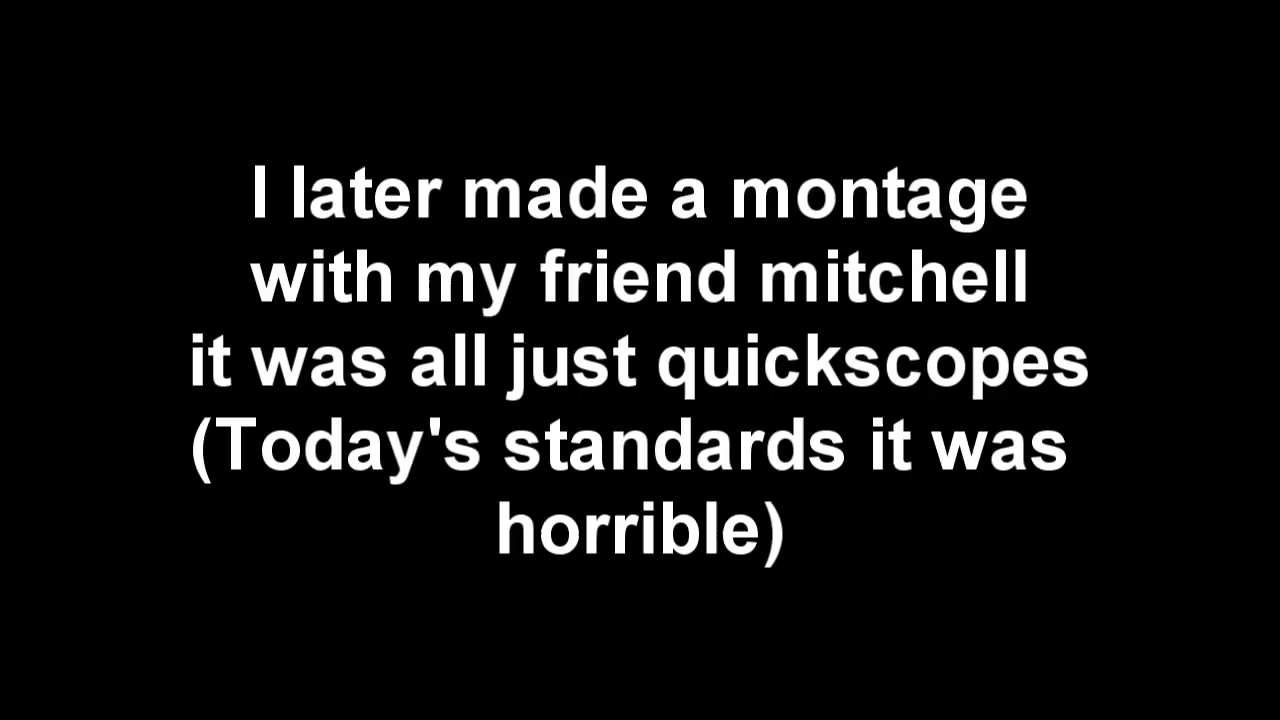 I later made a montage
with my friend mitchell
it was all just quickscopes
(Today's standards it was
horrible)